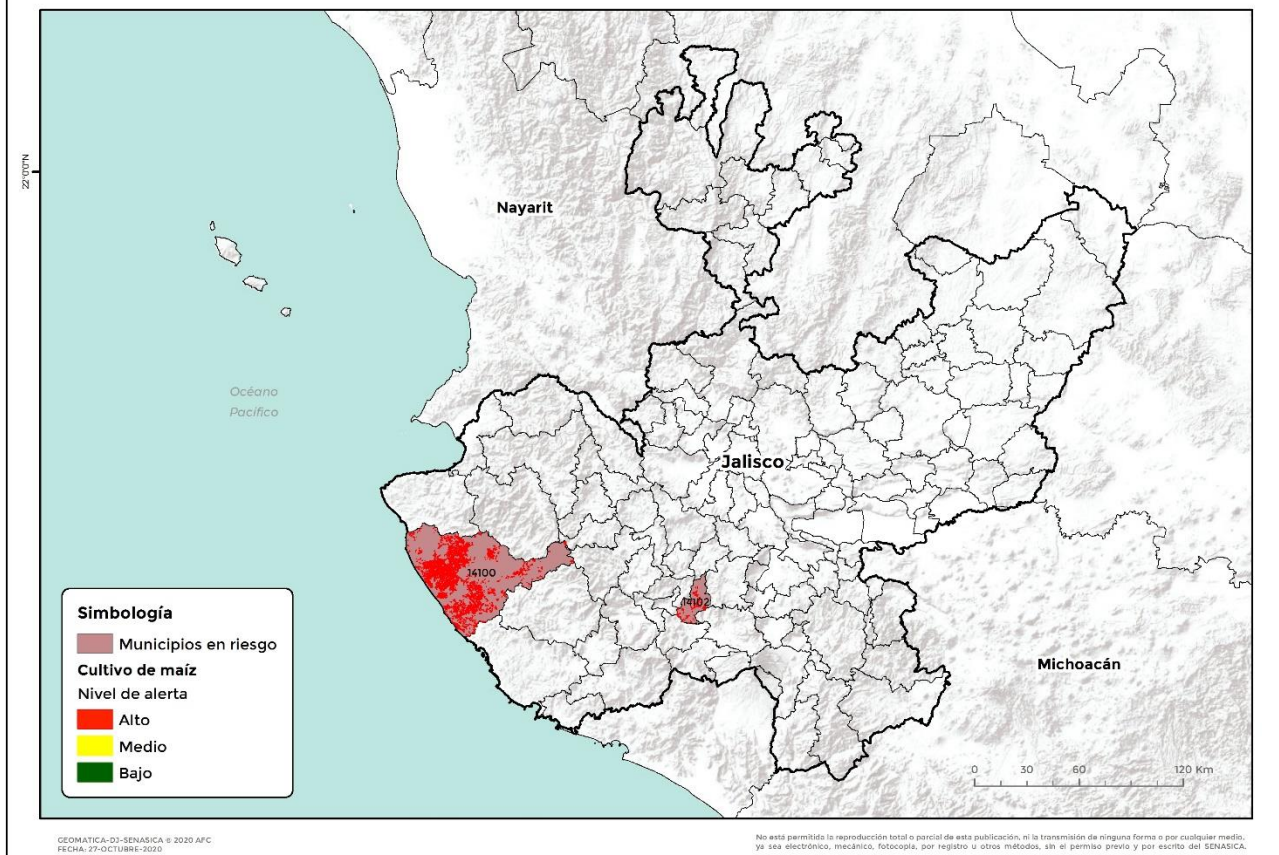 22°0'0"N
Nayarit
Océano
Pacífico
Jalisco
14100
14102
Michoacán
Simbología
Municipios en riesgo
Cultivo de maíz
Nivel de alerta
Alto
Medio
Bajo
0 30 60 120 Km
GEOMATICA-DJ-SENASICA © 2020 AFC
FECHA: 27-OCTUBRE-2020
No está permitida la reproducción total o parcial de esta publicación, ni la transmisión de ninguna forma o por cualquier medio,
ya sea electrónico, mecánico, fotocopia, por registro u otros métodos, sin el permiso previo y por escrito del SENASICA.